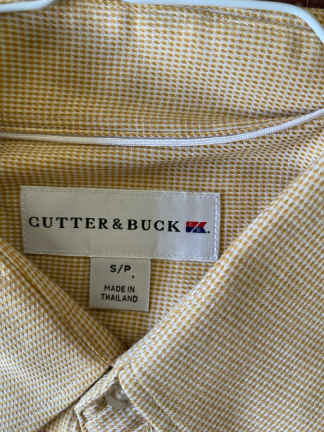 CUTTER & BUCK
S/P
MADE IN
THAILAND